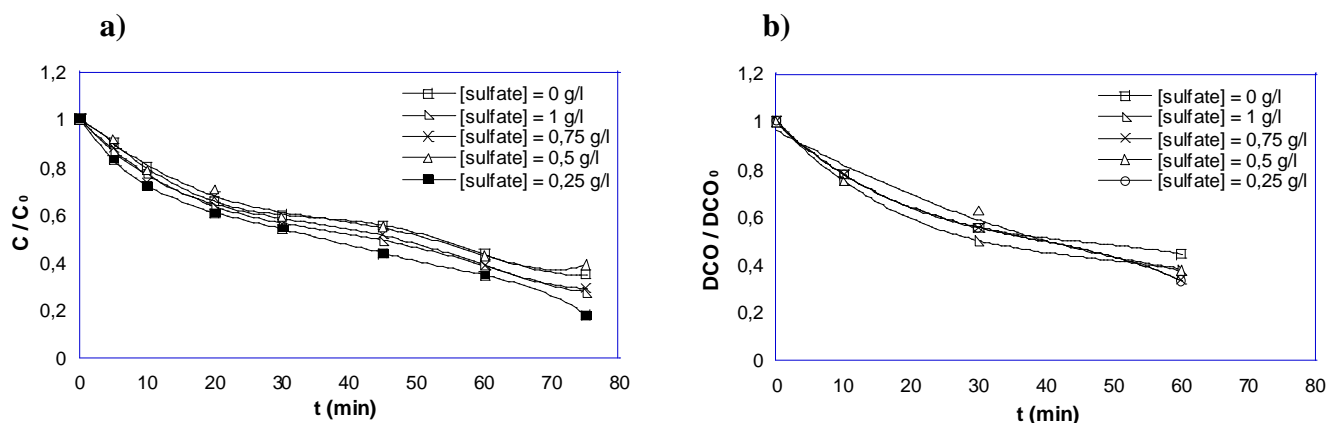 a)
1,2
1
0,8
0,6
0,4
0,2
0
C / C₀
[sulfate] = 0 g/l
[sulfate] = 1 g/l
[sulfate] = 0,75 g/l
[sulfate] = 0,5 g/l
[sulfate] = 0,25 g/l
0 10 20 30 40 50 60 70 80
t (min)
b)
1,2
1
0,8
0,6
0,4
0,2
0
DCO / DCO₀
[sulfate] = 0 g/l
[sulfate] = 1 g/l
[sulfate] = 0,75 g/l
[sulfate] = 0,5 g/l
[sulfate] = 0,25 g/l
0 10 20 30 40 50 60 70 80
t (min)